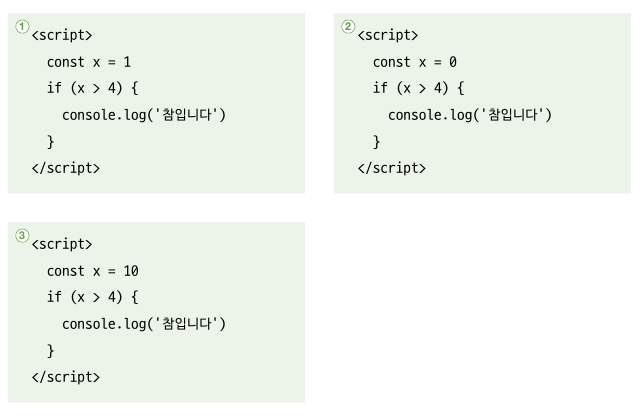 ①
<script>
const x = 1
if (x > 4) {
console.log('참입니다')
}
</script>
②
<script>
const x = 0
if (x > 4) {
console.log('참입니다')
}
</script>
③
<script>
const x = 10
if (x > 4) {
console.log('참입니다')
}
</script>